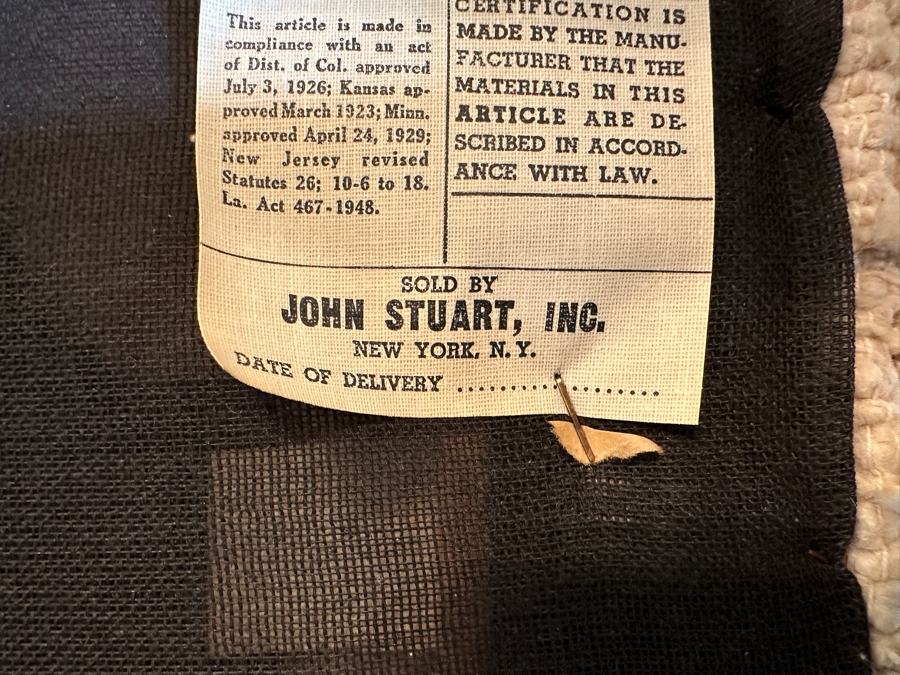 This article is made in
compliance with an act
of Dist. of Col. approved
July 3, 1926; Kansas ap-
proved March 1923; Minn.
approved April 24, 1929;
New Jersey revised
Statutes 26; 10-6 to 18.
La. Act 467-1948.
CERTIFICATION IS
MADE BY THE MANU-
FACTURER THAT THE
MATERIALS IN THIS
ARTICLE ARE DE-
SCRIBED IN ACCORD-
ANCE WITH LAW.
SOLD BY
JOHN STUART, INC.
NEW YORK, N.Y.
DATE OF DELIVERY ..............................